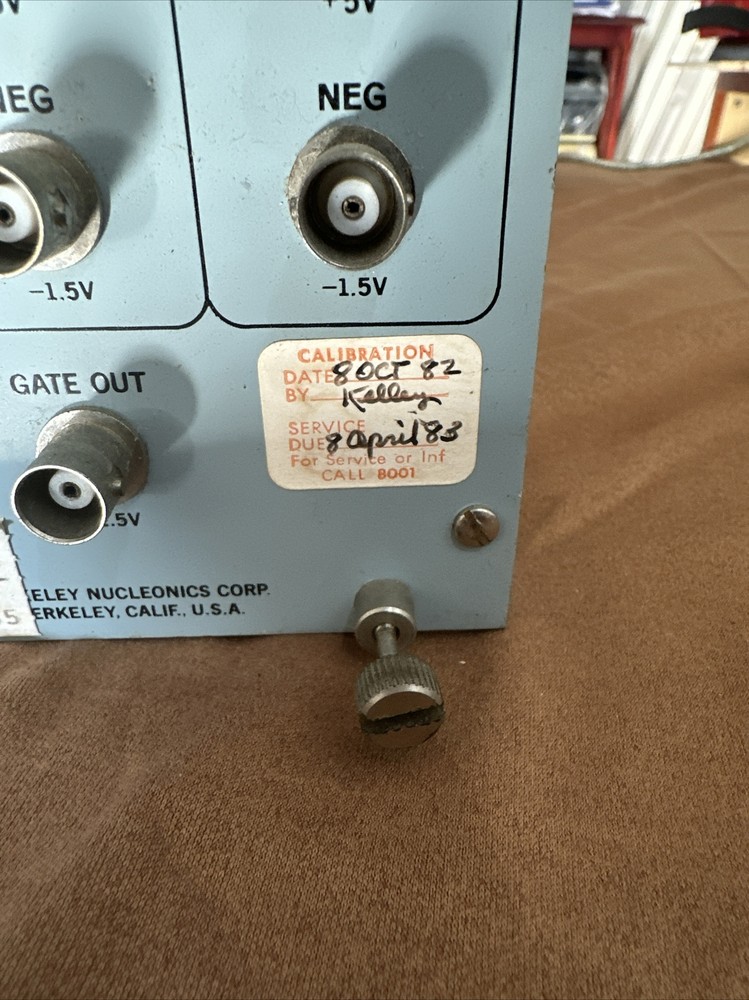 +5V
NEG
NEG
-1.5V
-1.5V
GATE OUT
.5V
CALIBRATION
DATE 8 OCT 82
BY Kelley
SERVICE
DUE 8 April 83
For Service or Inf
CALL 8001
ELEY NUCLEONICS CORP.
ERKELEY, CALIF., U.S.A.